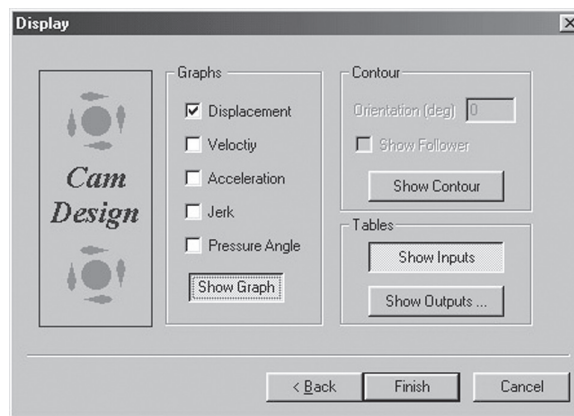 Display
Cam
Design
Graphs
Displacement
Veloctiy
Acceleration
Jerk
Pressure Angle
Show Graph
Contour
Orientation (deg) 0
Show Follower
Show Contour
Tables
Show Inputs
Show Outputs ...
< Back
Finish
Cancel